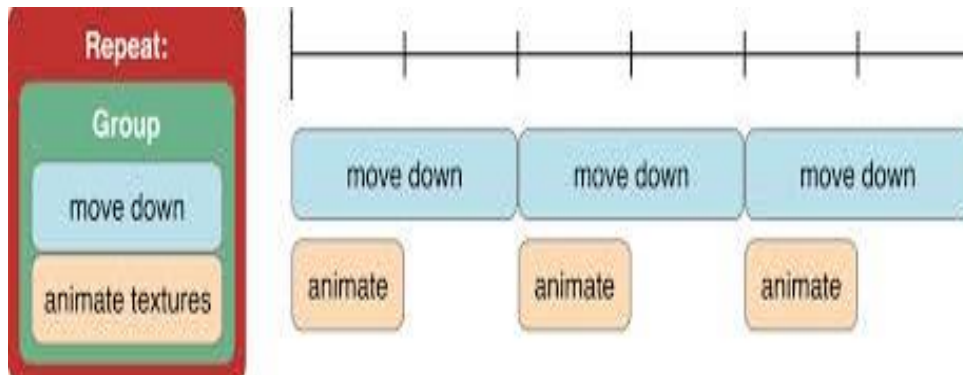 Repeat:
Group
move down
animate textures
move down move down move down
animate animate animate